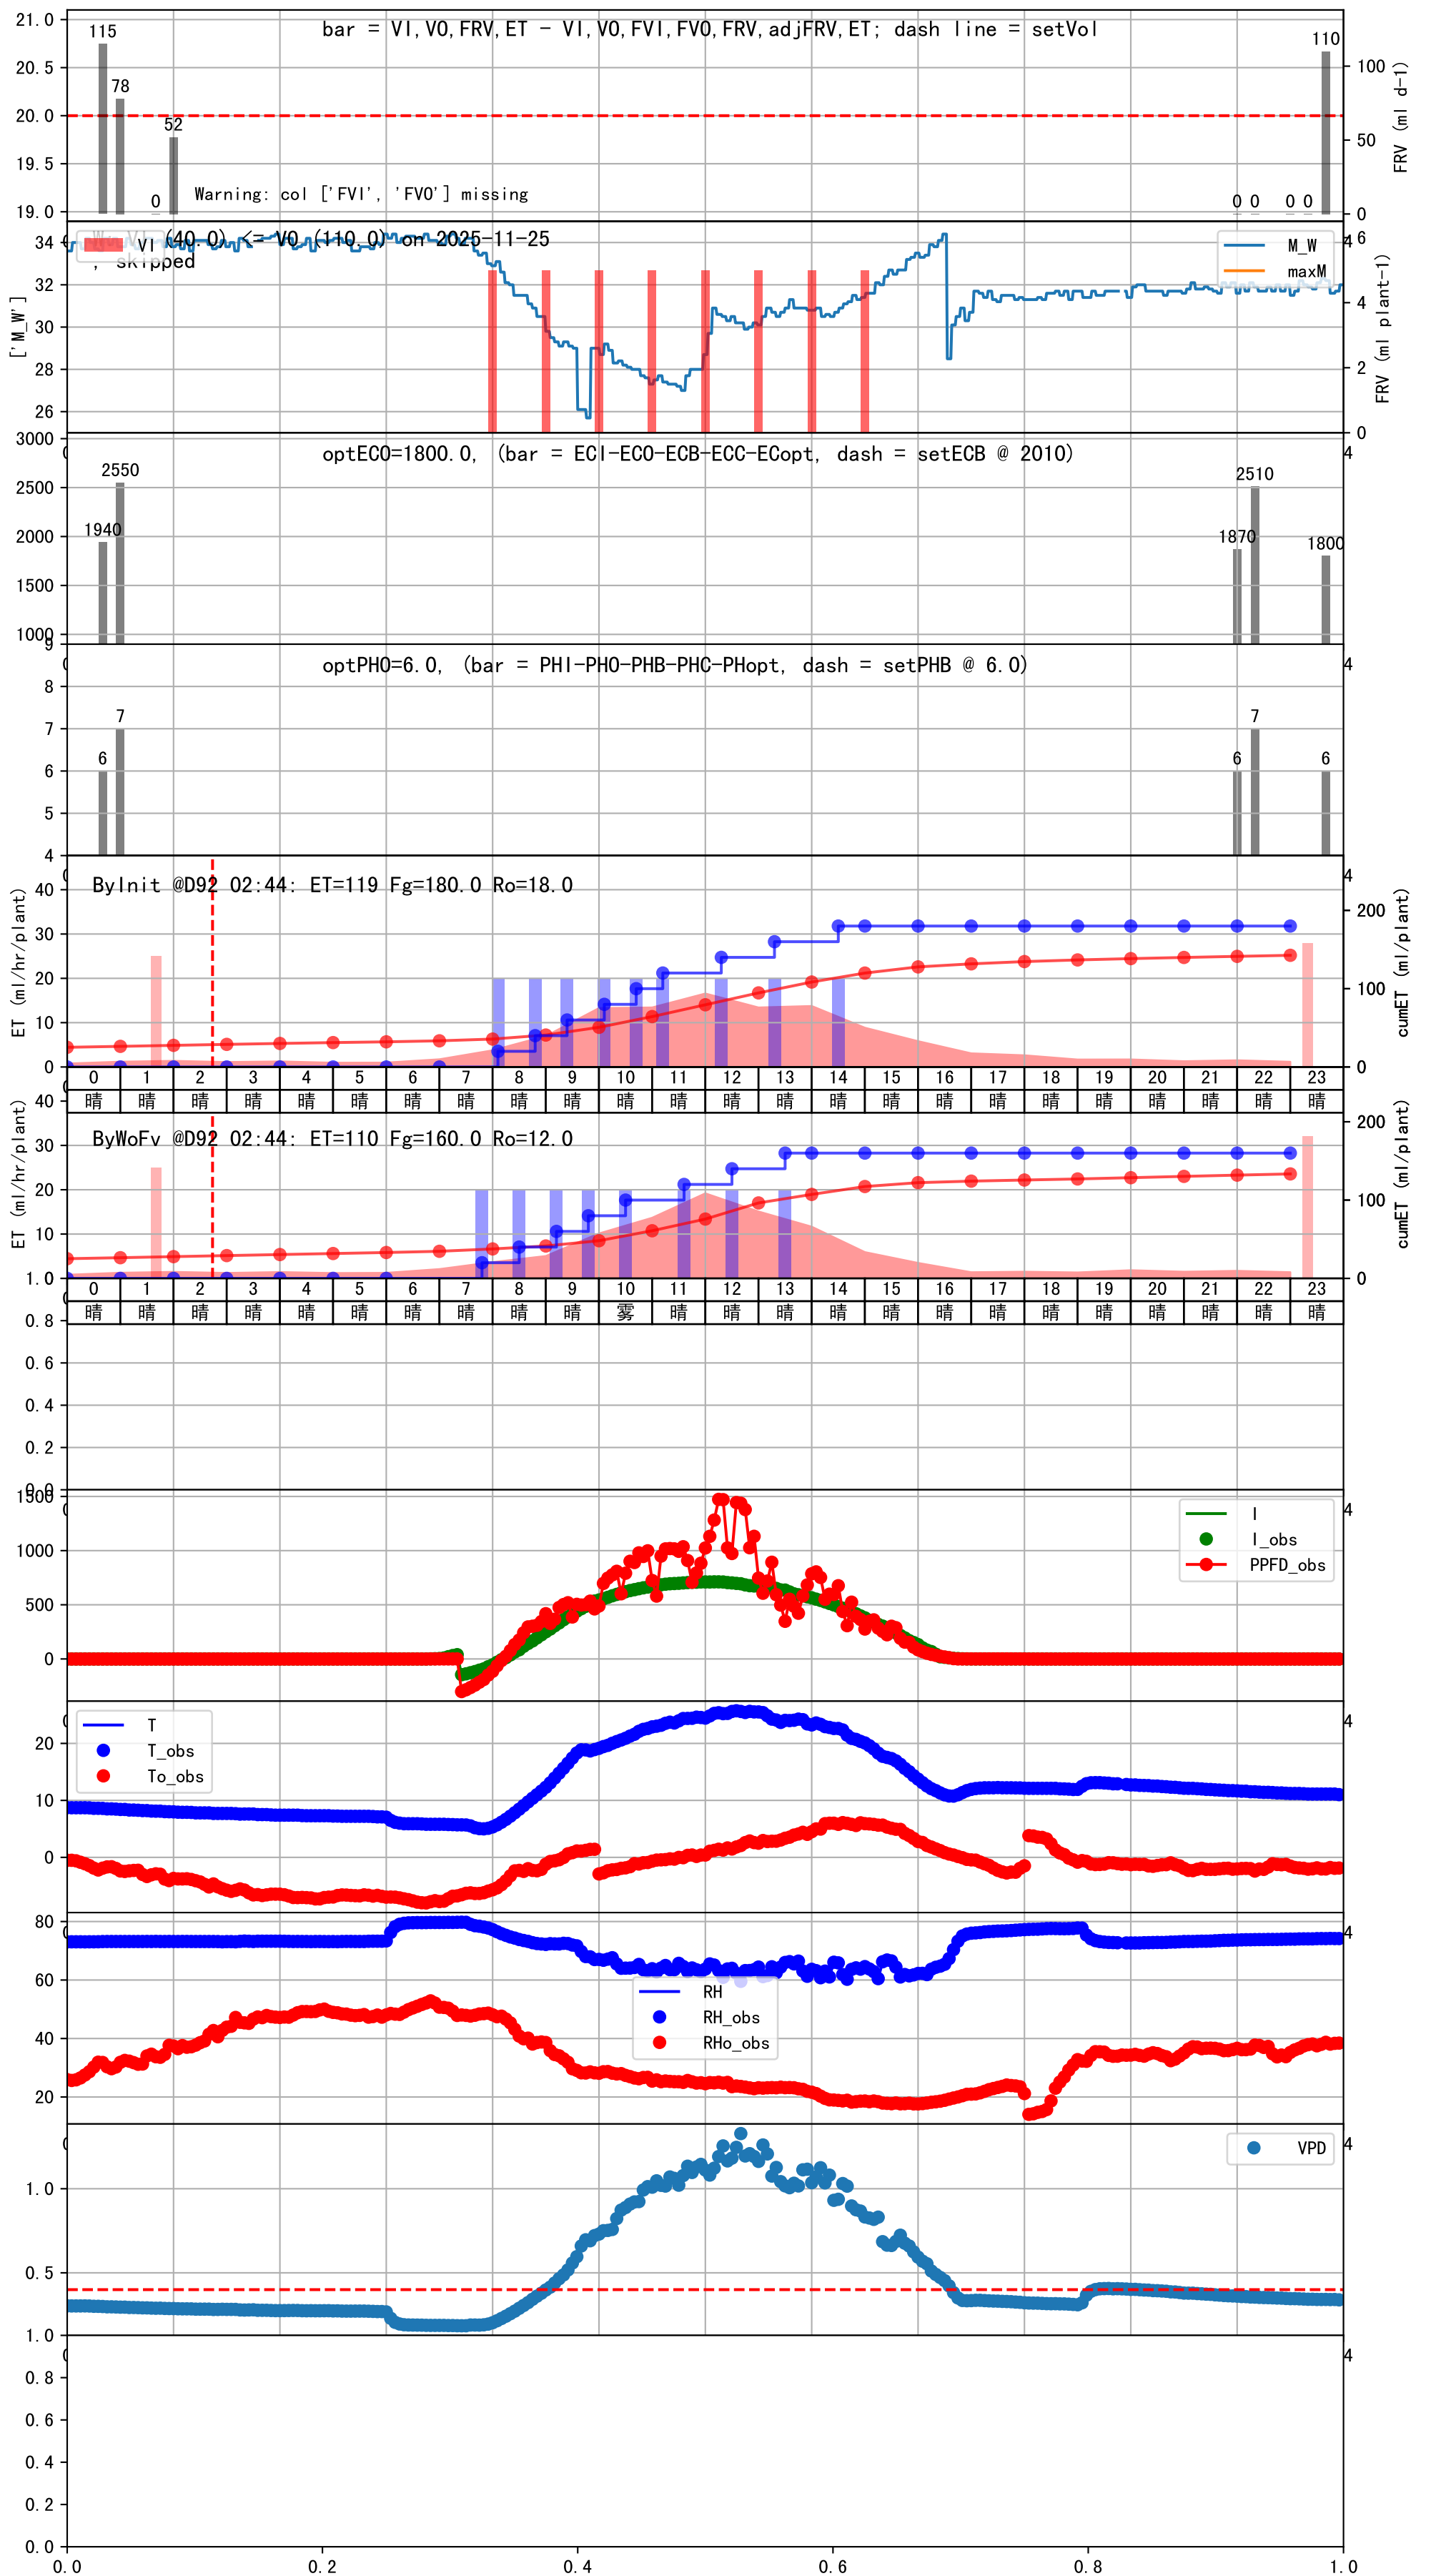 bar = VI,VO,FRV,ET - VI,VO,FVI,FVO,FRV,adjFRV,ET; dash line = setVol
21.0
20.5
20.0
19.5
19.0
115
78
0
52
Warning: col ['FVI', 'FVO'] missing
0 0 0 0
110
100
50
0
FRV (ml d-1)
VI (40.0) <= VO (110.0) on 2025-11-25
, skipped
VI
M_W
maxM
34
32
30
28
26
['M_W']
6
4
2
0
FRV (ml plant-1)
optECO=1800.0, (bar = ECI-ECO-ECB-ECC-ECopt, dash = setECB @ 2010)
3000
2500
2000
1500
1000
1940
2550
1870
2510
1800
4
optPHO=6.0, (bar = PHI-PHO-PHB-PHC-PHopt, dash = setPHB @ 6.0)
9
8
7
6
5
4
6
7
6
7
6
4
ByInit @D92 02:44: ET=119 Fg=180.0 Ro=18.0
40
30
20
10
0
ET (ml/hr/plant)
4
200
100
0
cumET (ml/plant)
0 1 2 3 4 5 6 7 8 9 10 11 12 13 14 15 16 17 18 19 20 21 22 23
晴 晴 晴 晴 晴 晴 晴 晴 晴 晴 晴 晴 晴 晴 晴 晴 晴 晴 晴 晴 晴 晴 晴 晴
ByWoFv @D92 02:44: ET=110 Fg=160.0 Ro=12.0
40
30
20
10
ET (ml/hr/plant)
200
100
0
cumET (ml/plant)
0 1 2 3 4 5 6 7 8 9 10 11 12 13 14 15 16 17 18 19 20 21 22 23
晴 晴 晴 晴 晴 晴 晴 晴 晴 晴 雾 晴 晴 晴 晴 晴 晴 晴 晴 晴 晴 晴 晴 晴
1.0
0.8
0.6
0.4
0.2
0.0
1500
1000
500
0
I
I_obs
PPFD_obs
4
T
T_obs
To_obs
20
10
0
4
80
60
40
20
RH
RH_obs
RHo_obs
4
VPD
1.0
0.5
4
1.0
0.8
0.6
0.4
0.2
0.0
4
0.0 0.2 0.4 0.6 0.8 1.0